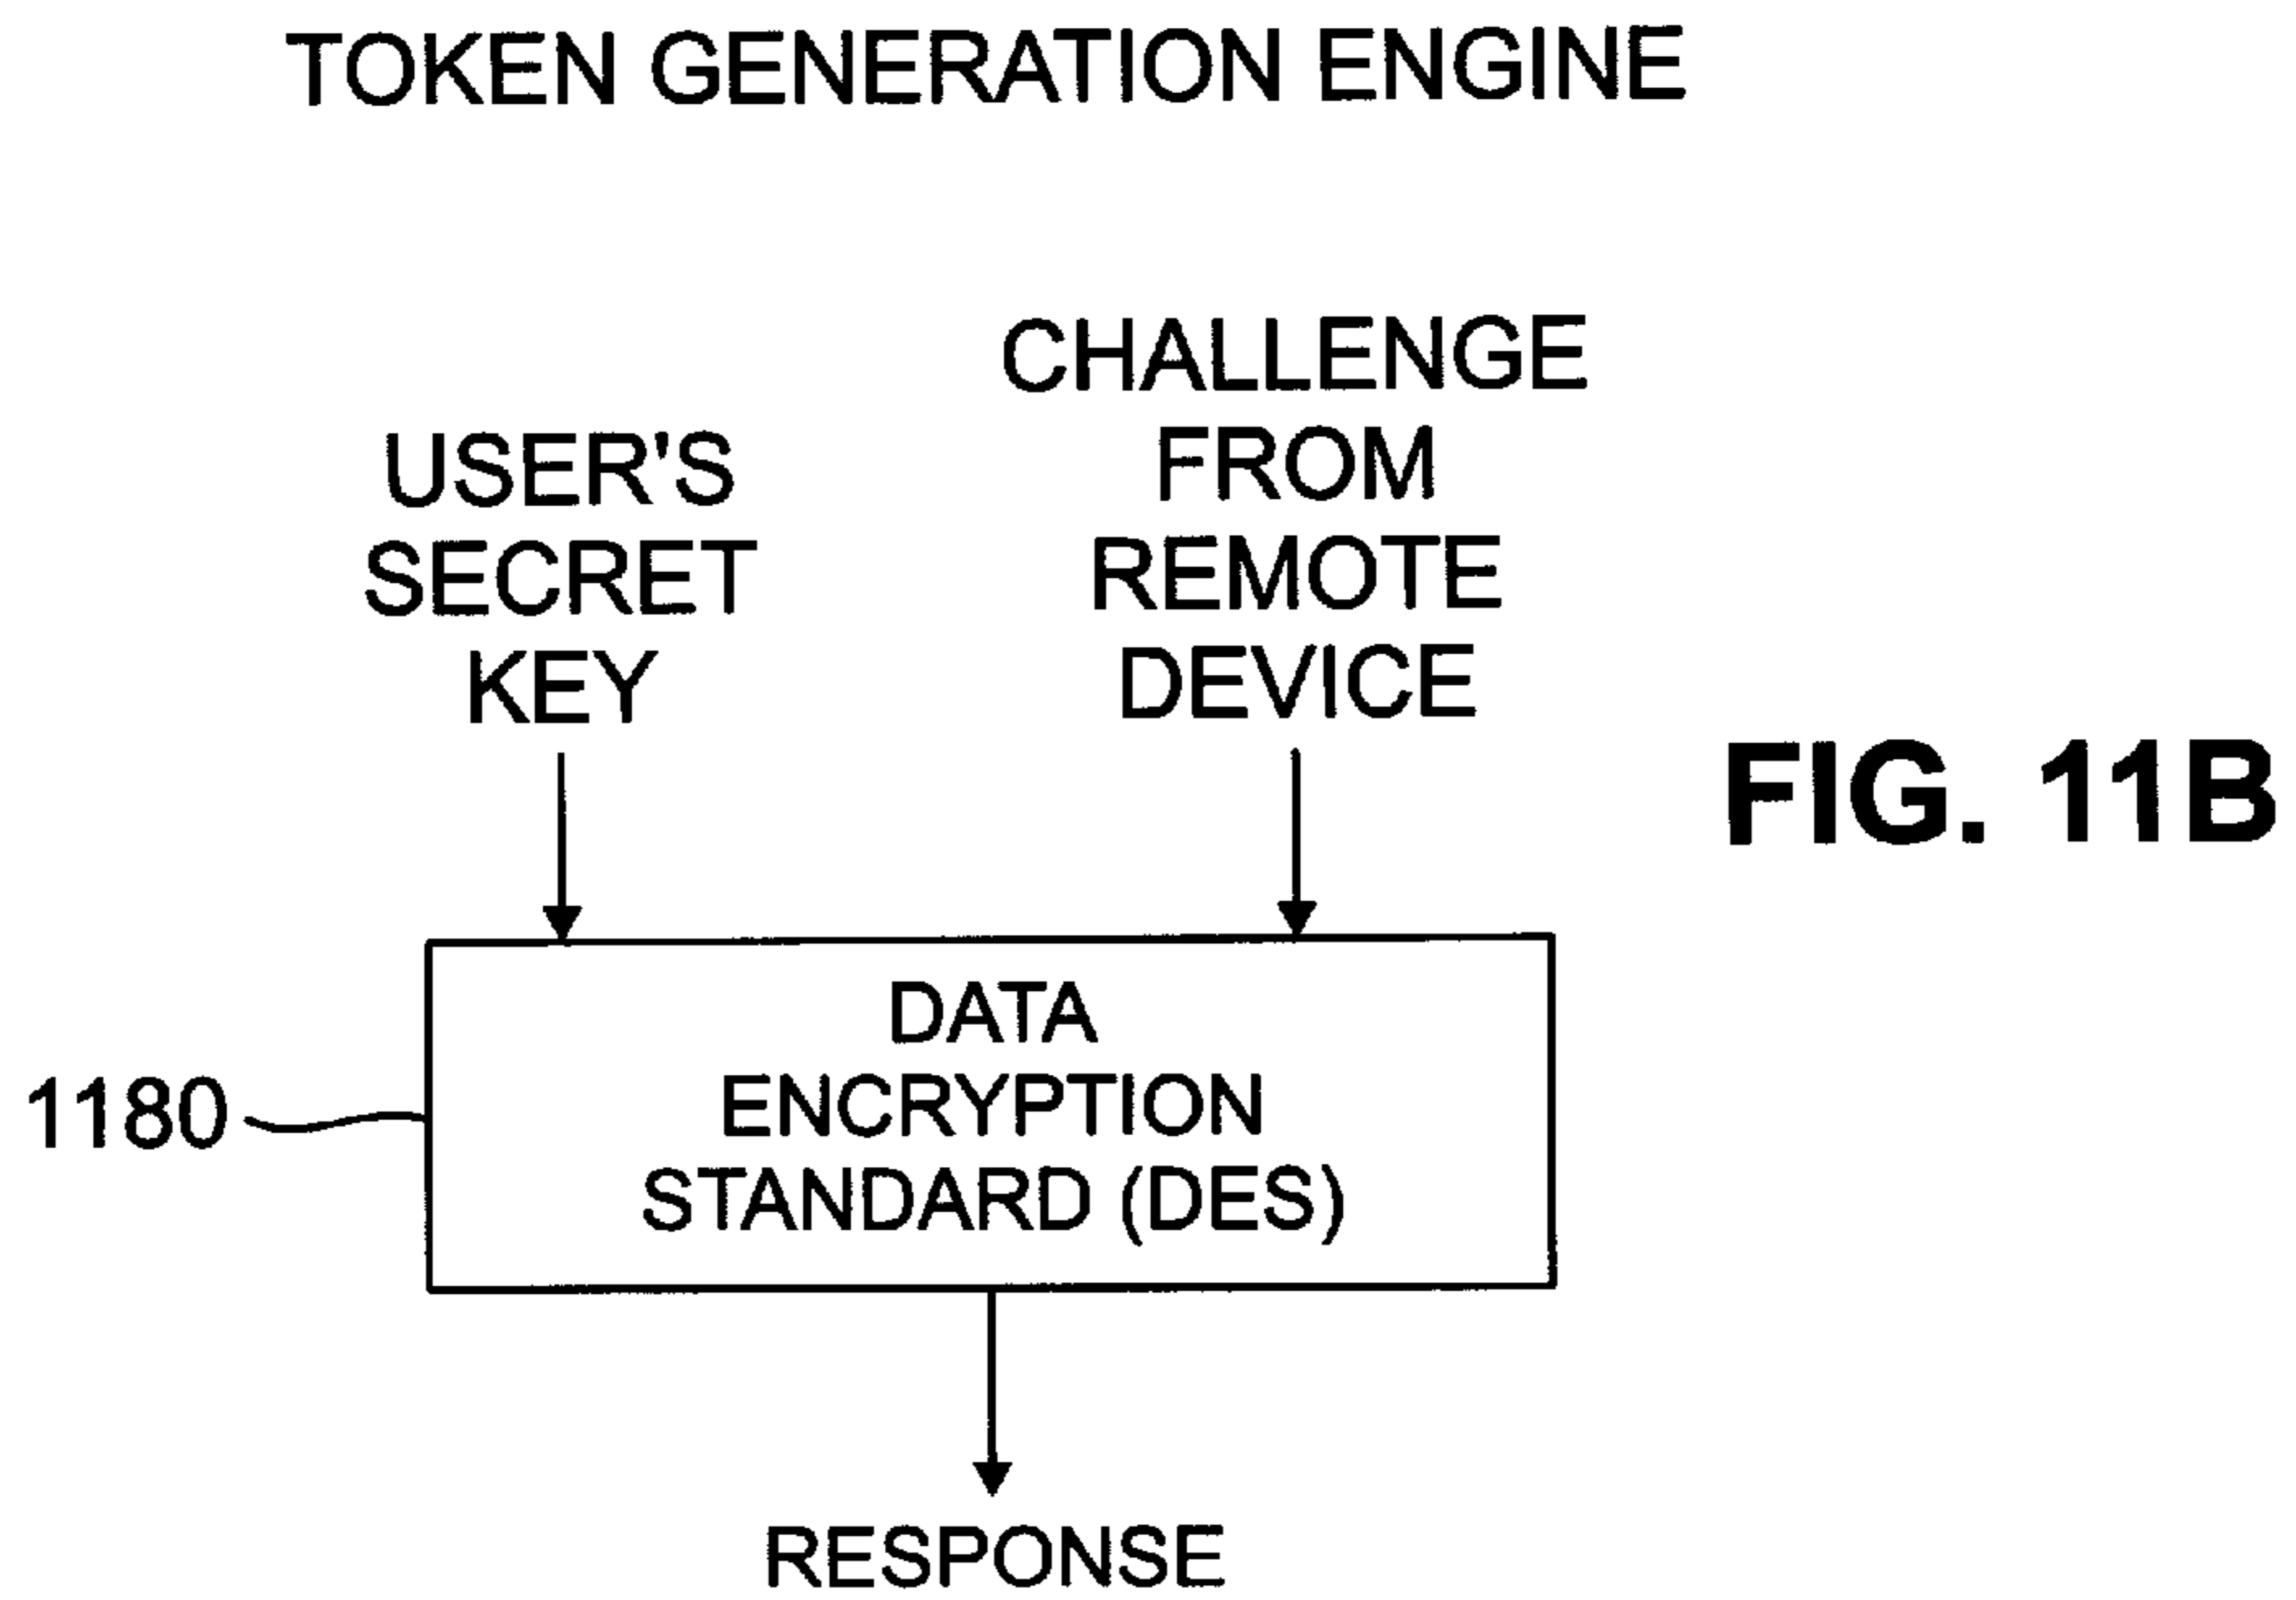 TOKEN GENERATION ENGINE
USER'S
SECRET
KEY
CHALLENGE
FROM
REMOTE
DEVICE
FIG. 11B
DATA
ENCRYPTION
STANDARD (DES)
1180
RESPONSE